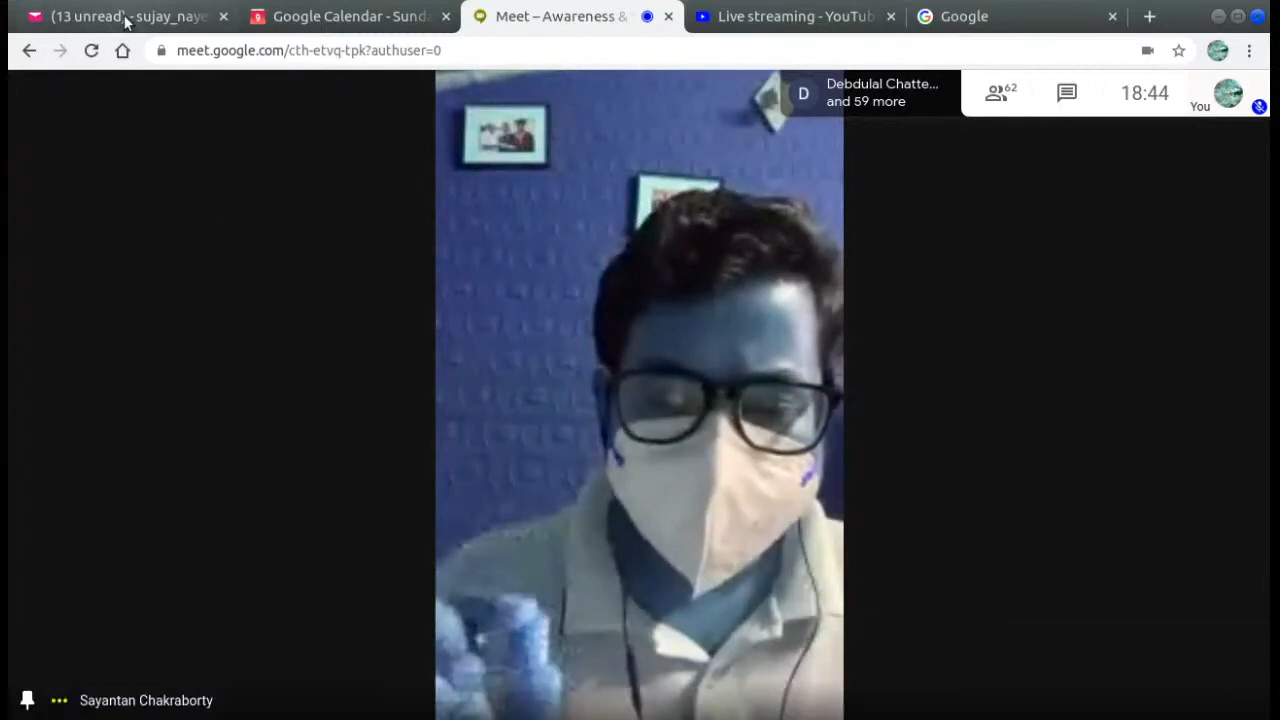 (13 unread) - sujay_naye
Google Calendar - Sund
Meet – Awareness &
Live streaming - YouTub
Google
meet.google.com/cth-etvq-tpk?authuser=0
D
Debdulal Chatte...
and 59 more
62
18:44
You
9
Sayantan Chakraborty